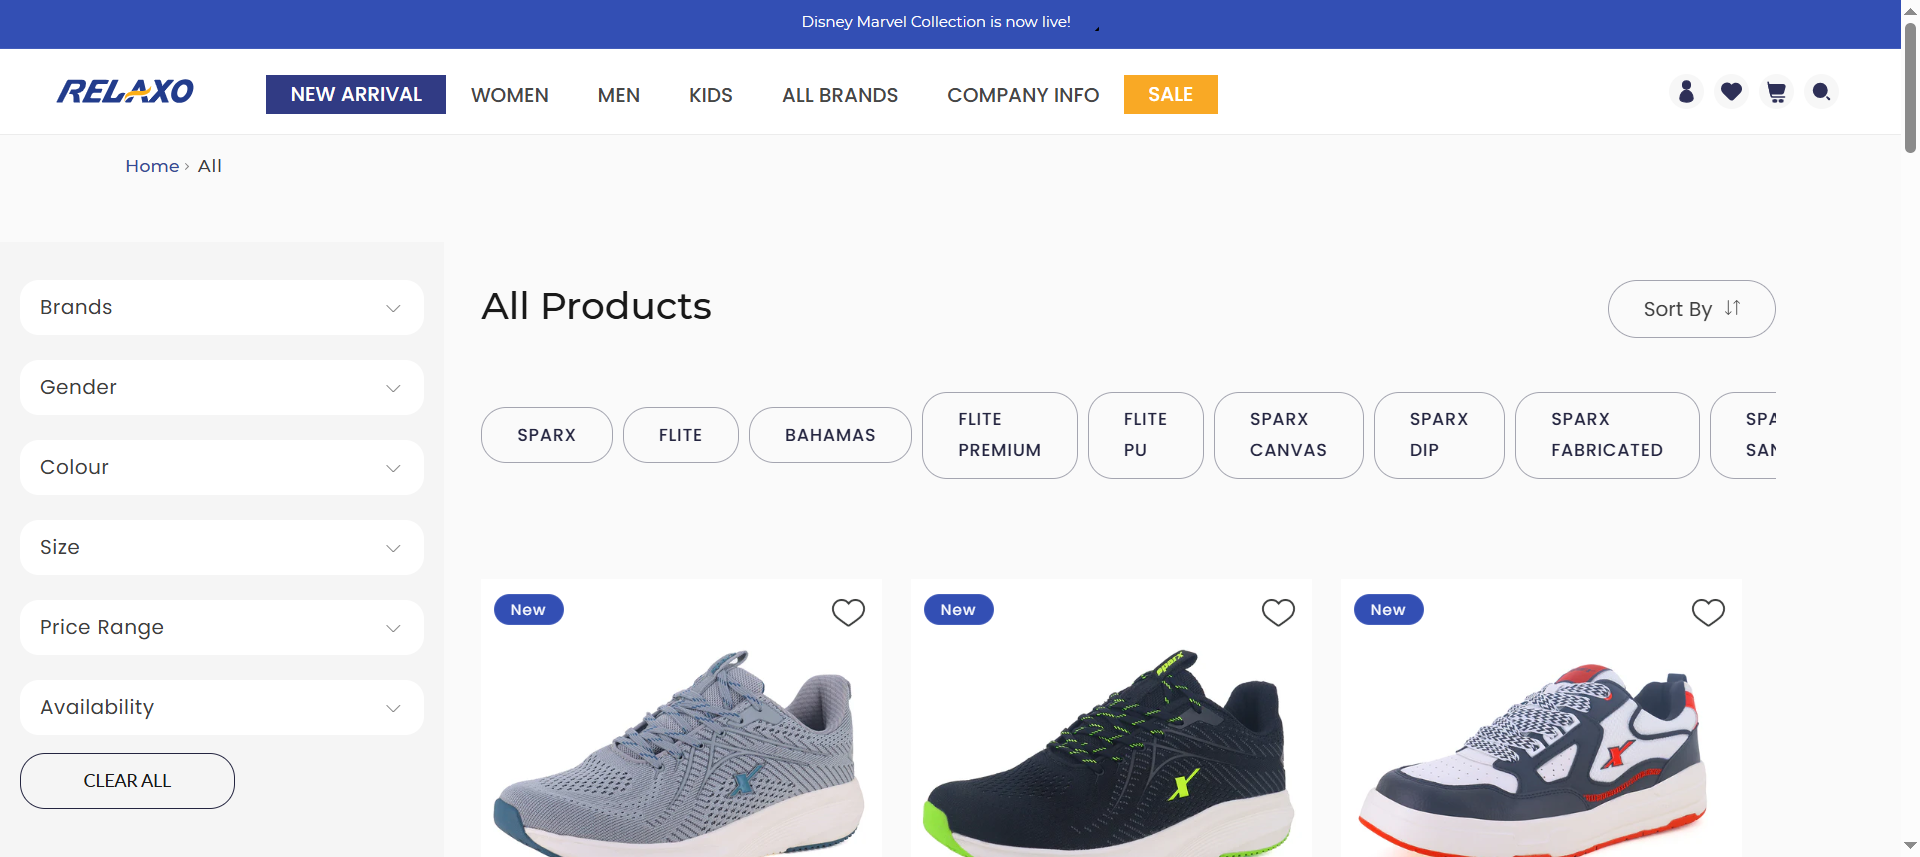 Disney Marvel Collection is now live!
RELAXO
NEW ARRIVAL
WOMEN
MEN
KIDS
ALL BRANDS
COMPANY INFO
SALE
Home › All
Brands
Gender
Colour
Size
Price Range
Availability
CLEAR ALL
All Products
Sort By
SPARX
FLITE
BAHAMAS
FLITE
PREMIUM
FLITE
PU
SPARX
CANVAS
SPARX
DIP
SPARX
FABRICATED
New
New
sparx
New